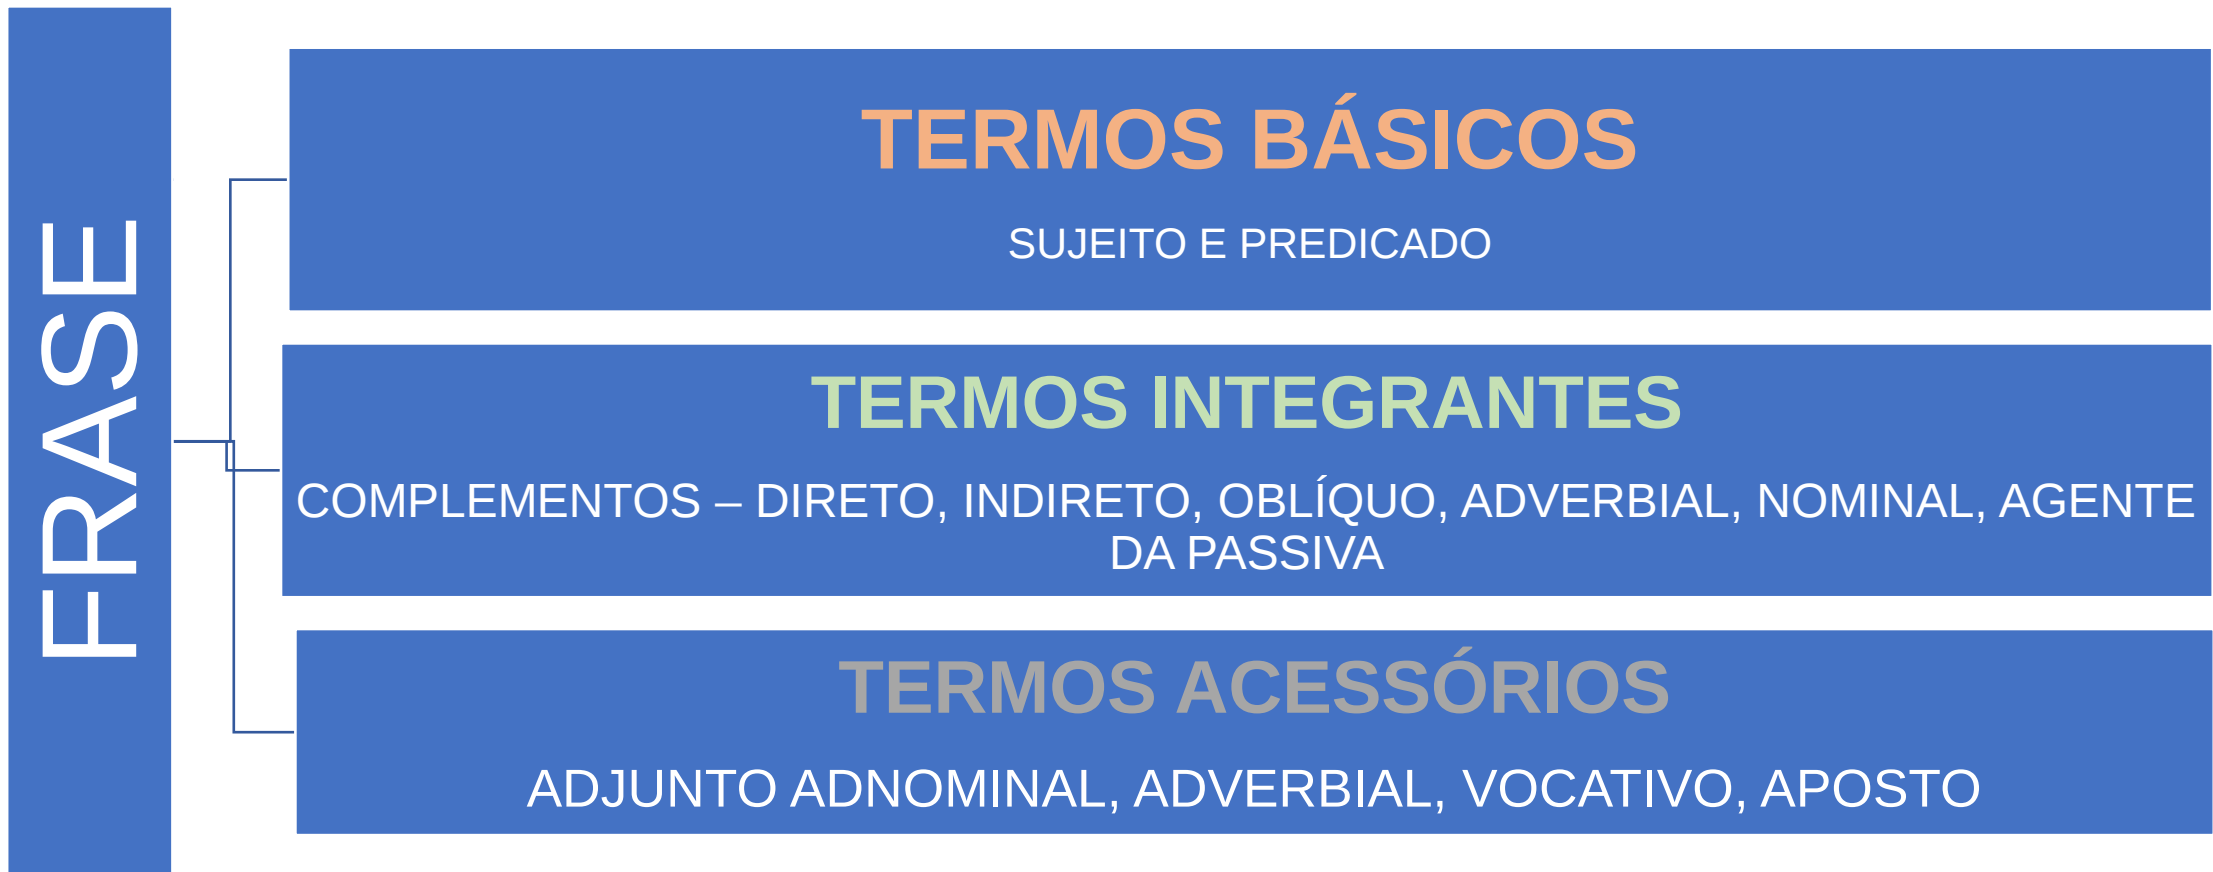 FRASE
TERMOS BÁSICOS
SUJEITO E PREDICADO
TERMOS INTEGRANTES
COMPLEMENTOS – DIRETO, INDIRETO, OBLÍQUO, ADVERBIAL, NOMINAL, AGENTE
DA PASSIVA
TERMOS ACESSÓRIOS
ADJUNTO ADNOMINAL, ADVERBIAL, VOCATIVO, APOSTO